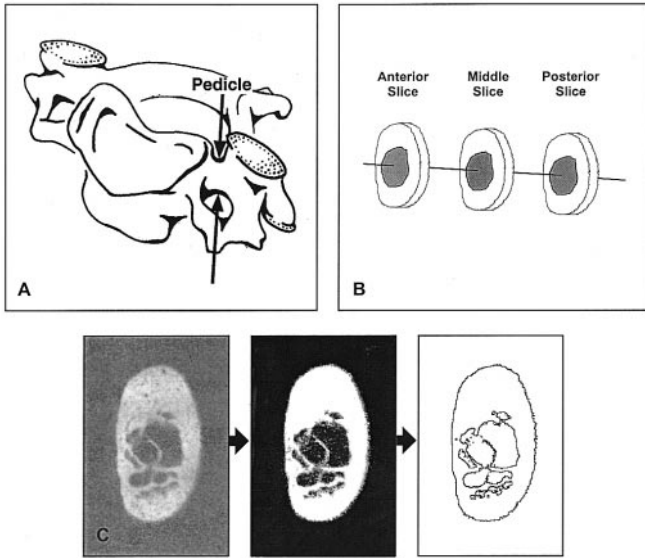 Pedicle
A
Anterior
Slice
Middle
Slice
Posterior
Slice
B
C